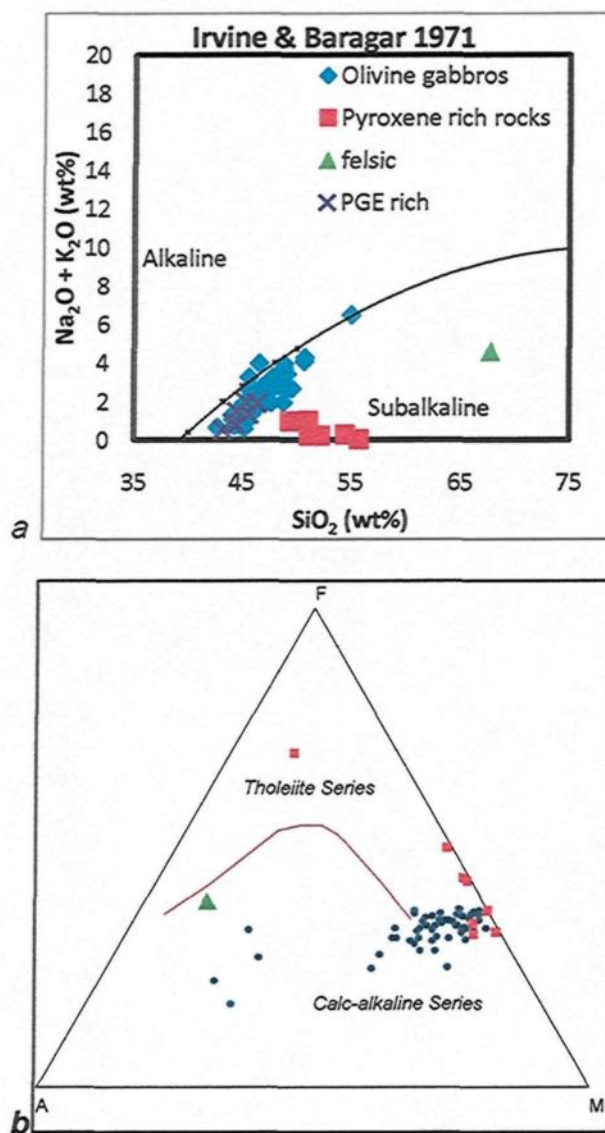 Irvine & Baragar 1971
Olivine gabbros
Pyroxene rich rocks
felsic
PGE rich
Alkaline
Subalkaline
Na₂O + K₂O (wt%)
20
18
16
14
12
10
8
6
4
2
0
35 45 55 65 75
SiO₂ (wt%)
a
F
Tholeiite Series
Calc-alkaline Series
A M
b